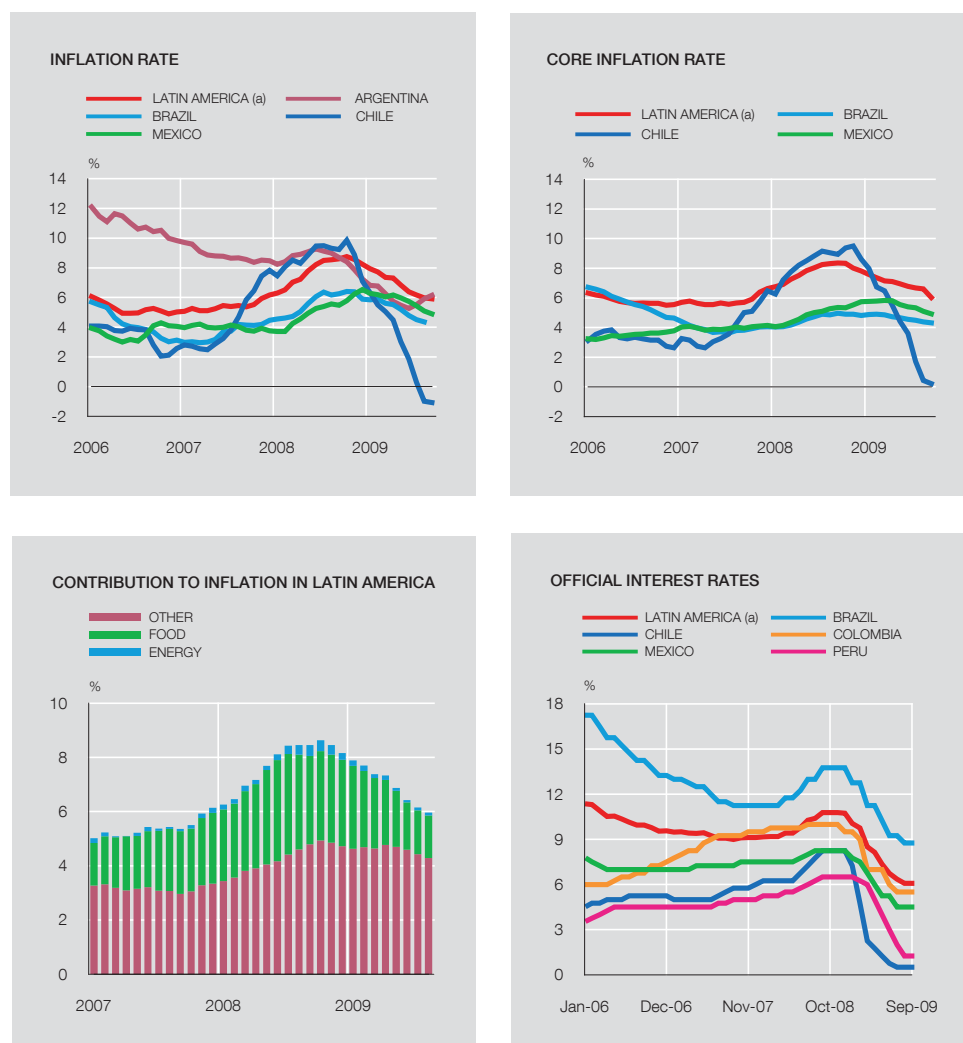 INFLATION RATE
LATIN AMERICA (a) ARGENTINA
BRAZIL CHILE
MEXICO
%
14
12
10
8
6
4
2
0
-2
2006 2007 2008 2009
CORE INFLATION RATE
LATIN AMERICA (a) BRAZIL
CHILE MEXICO
%
14
12
10
8
6
4
2
0
-2
2006 2007 2008 2009
CONTRIBUTION TO INFLATION IN LATIN AMERICA
OTHER
FOOD
ENERGY
%
10
8
6
4
2
0
2007 2008 2009
OFFICIAL INTEREST RATES
LATIN AMERICA (a) BRAZIL
CHILE COLOMBIA
MEXICO PERU
%
18
15
12
9
6
3
0
Jan-06 Dec-06 Nov-07 Oct-08 Sep-09